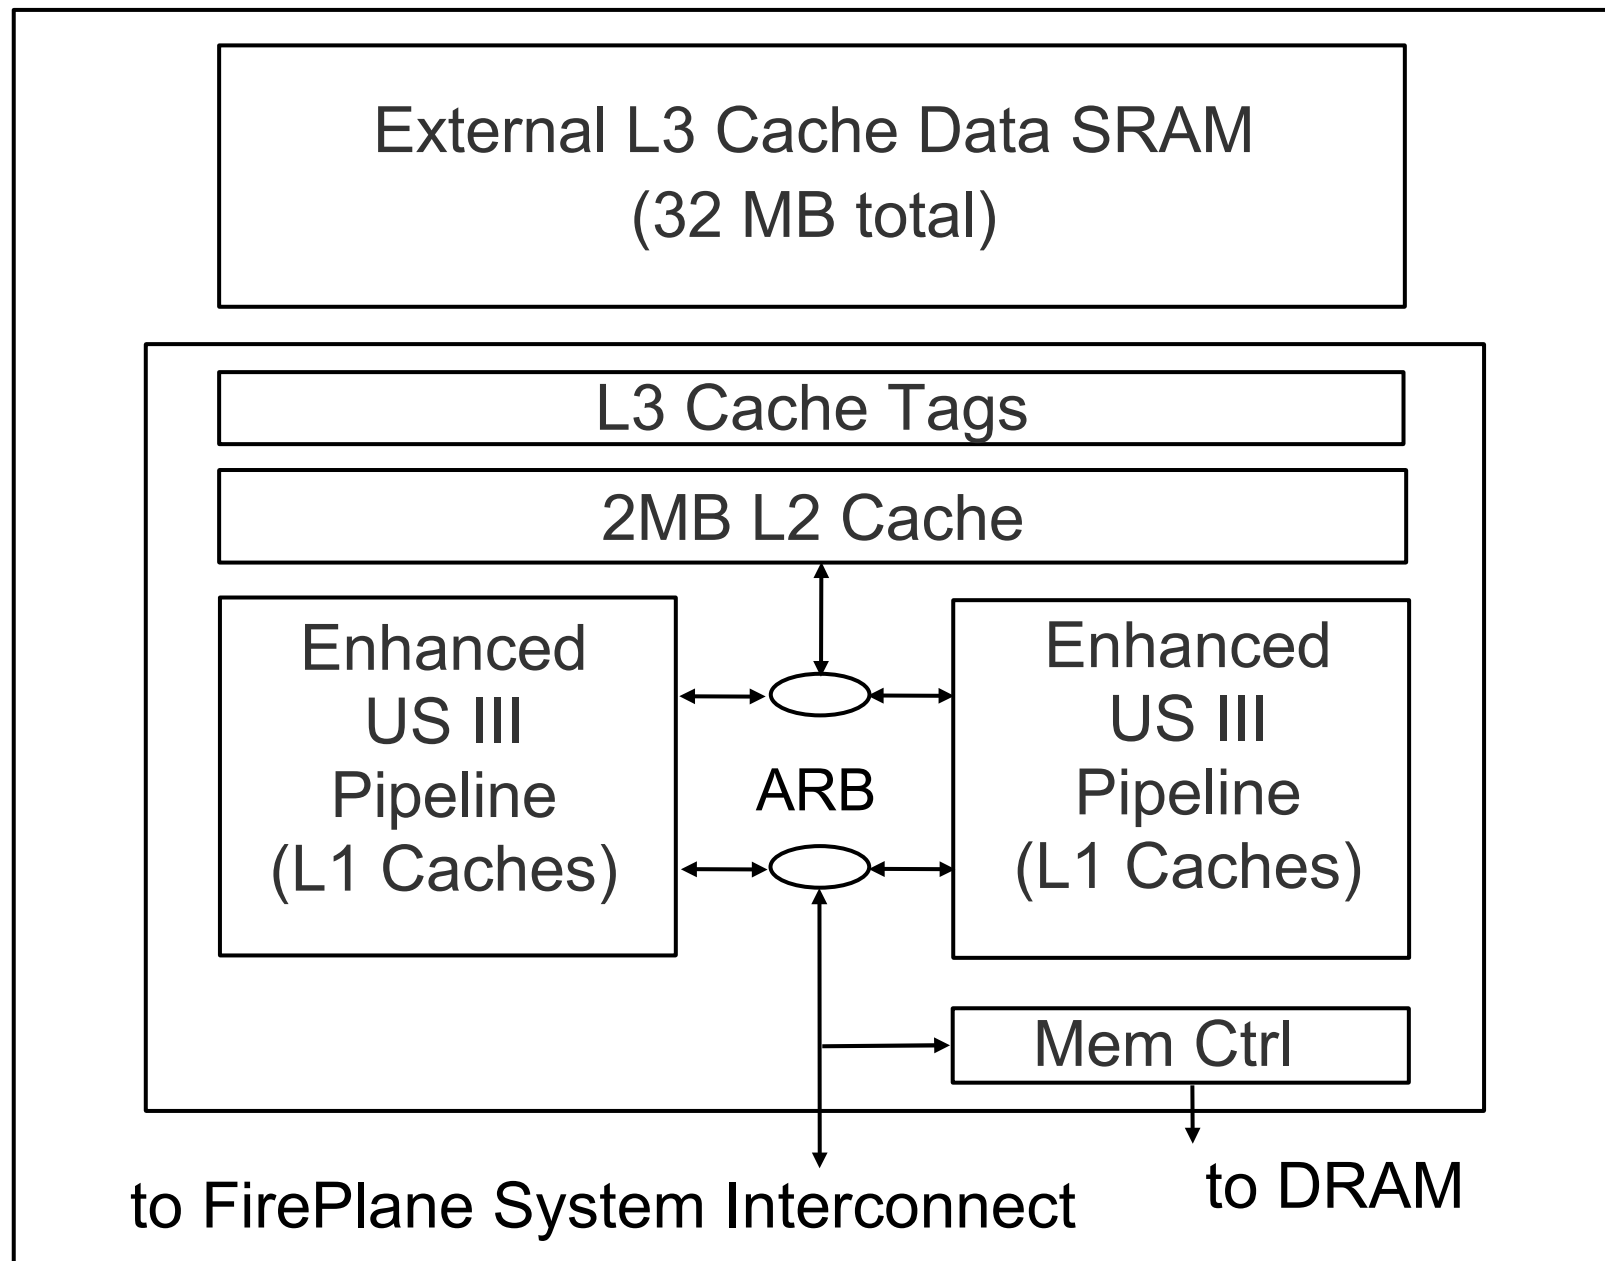 External L3 Cache Data SRAM
(32 MB total)
L3 Cache Tags
2MB L2 Cache
Enhanced
US III
Pipeline
(L1 Caches)
ARB
Enhanced
US III
Pipeline
(L1 Caches)
Mem Ctrl
to FirePlane System Interconnect
to DRAM